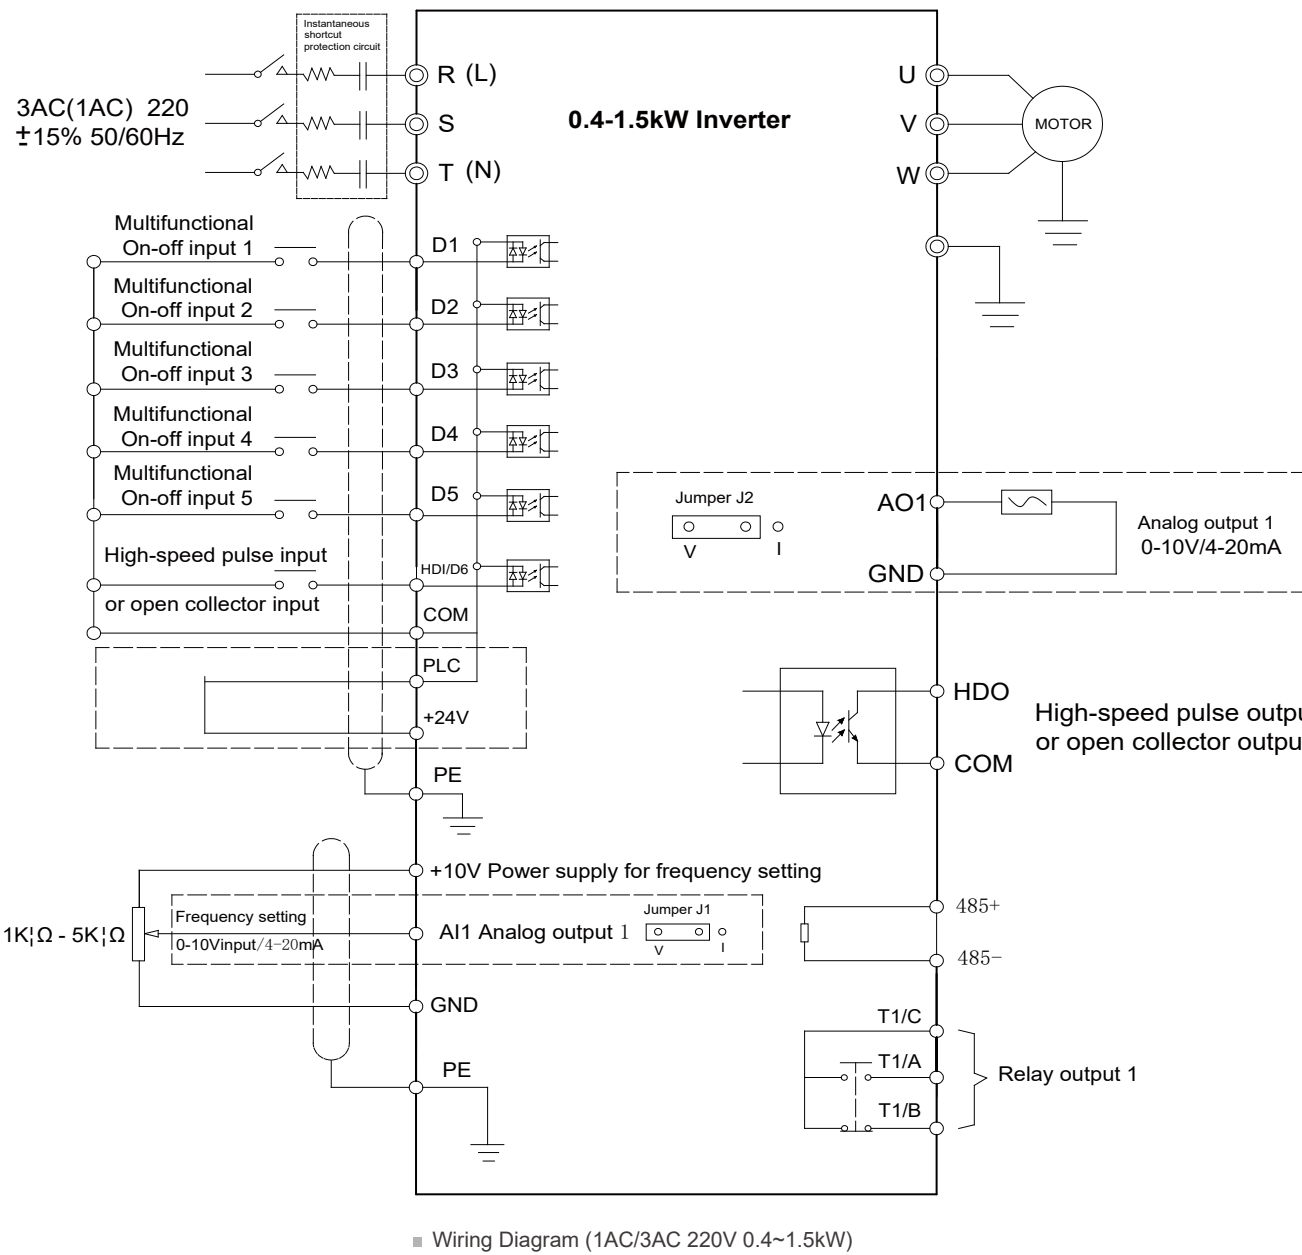 Instantaneous
shortcut
protection circuit
R (L)
S
T (N)
3AC(1AC) 220
±15% 50/60Hz
0.4-1.5kW Inverter
U
V
W
MOTOR
Multifunctional
On-off input 1
D1
Multifunctional
On-off input 2
D2
Multifunctional
On-off input 3
D3
Multifunctional
On-off input 4
D4
Multifunctional
On-off input 5
D5
High-speed pulse input
or open collector input
HDI/D6
COM
PLC
+24V
PE
Jumper J2
V
I
AO1
GND
Analog output 1
0-10V/4-20mA
HDO
COM
High-speed pulse outpu
or open collector outpu
+10V Power supply for frequency setting
Frequency setting
0-10Vinput/4-20mA
1K¦Ω - 5K¦Ω
AI1 Analog output 1
Jumper J1
V
I
GND
PE
485+
485-
T1/C
T1/A
T1/B
Relay output 1
Wiring Diagram (1AC/3AC 220V 0.4~1.5kW)